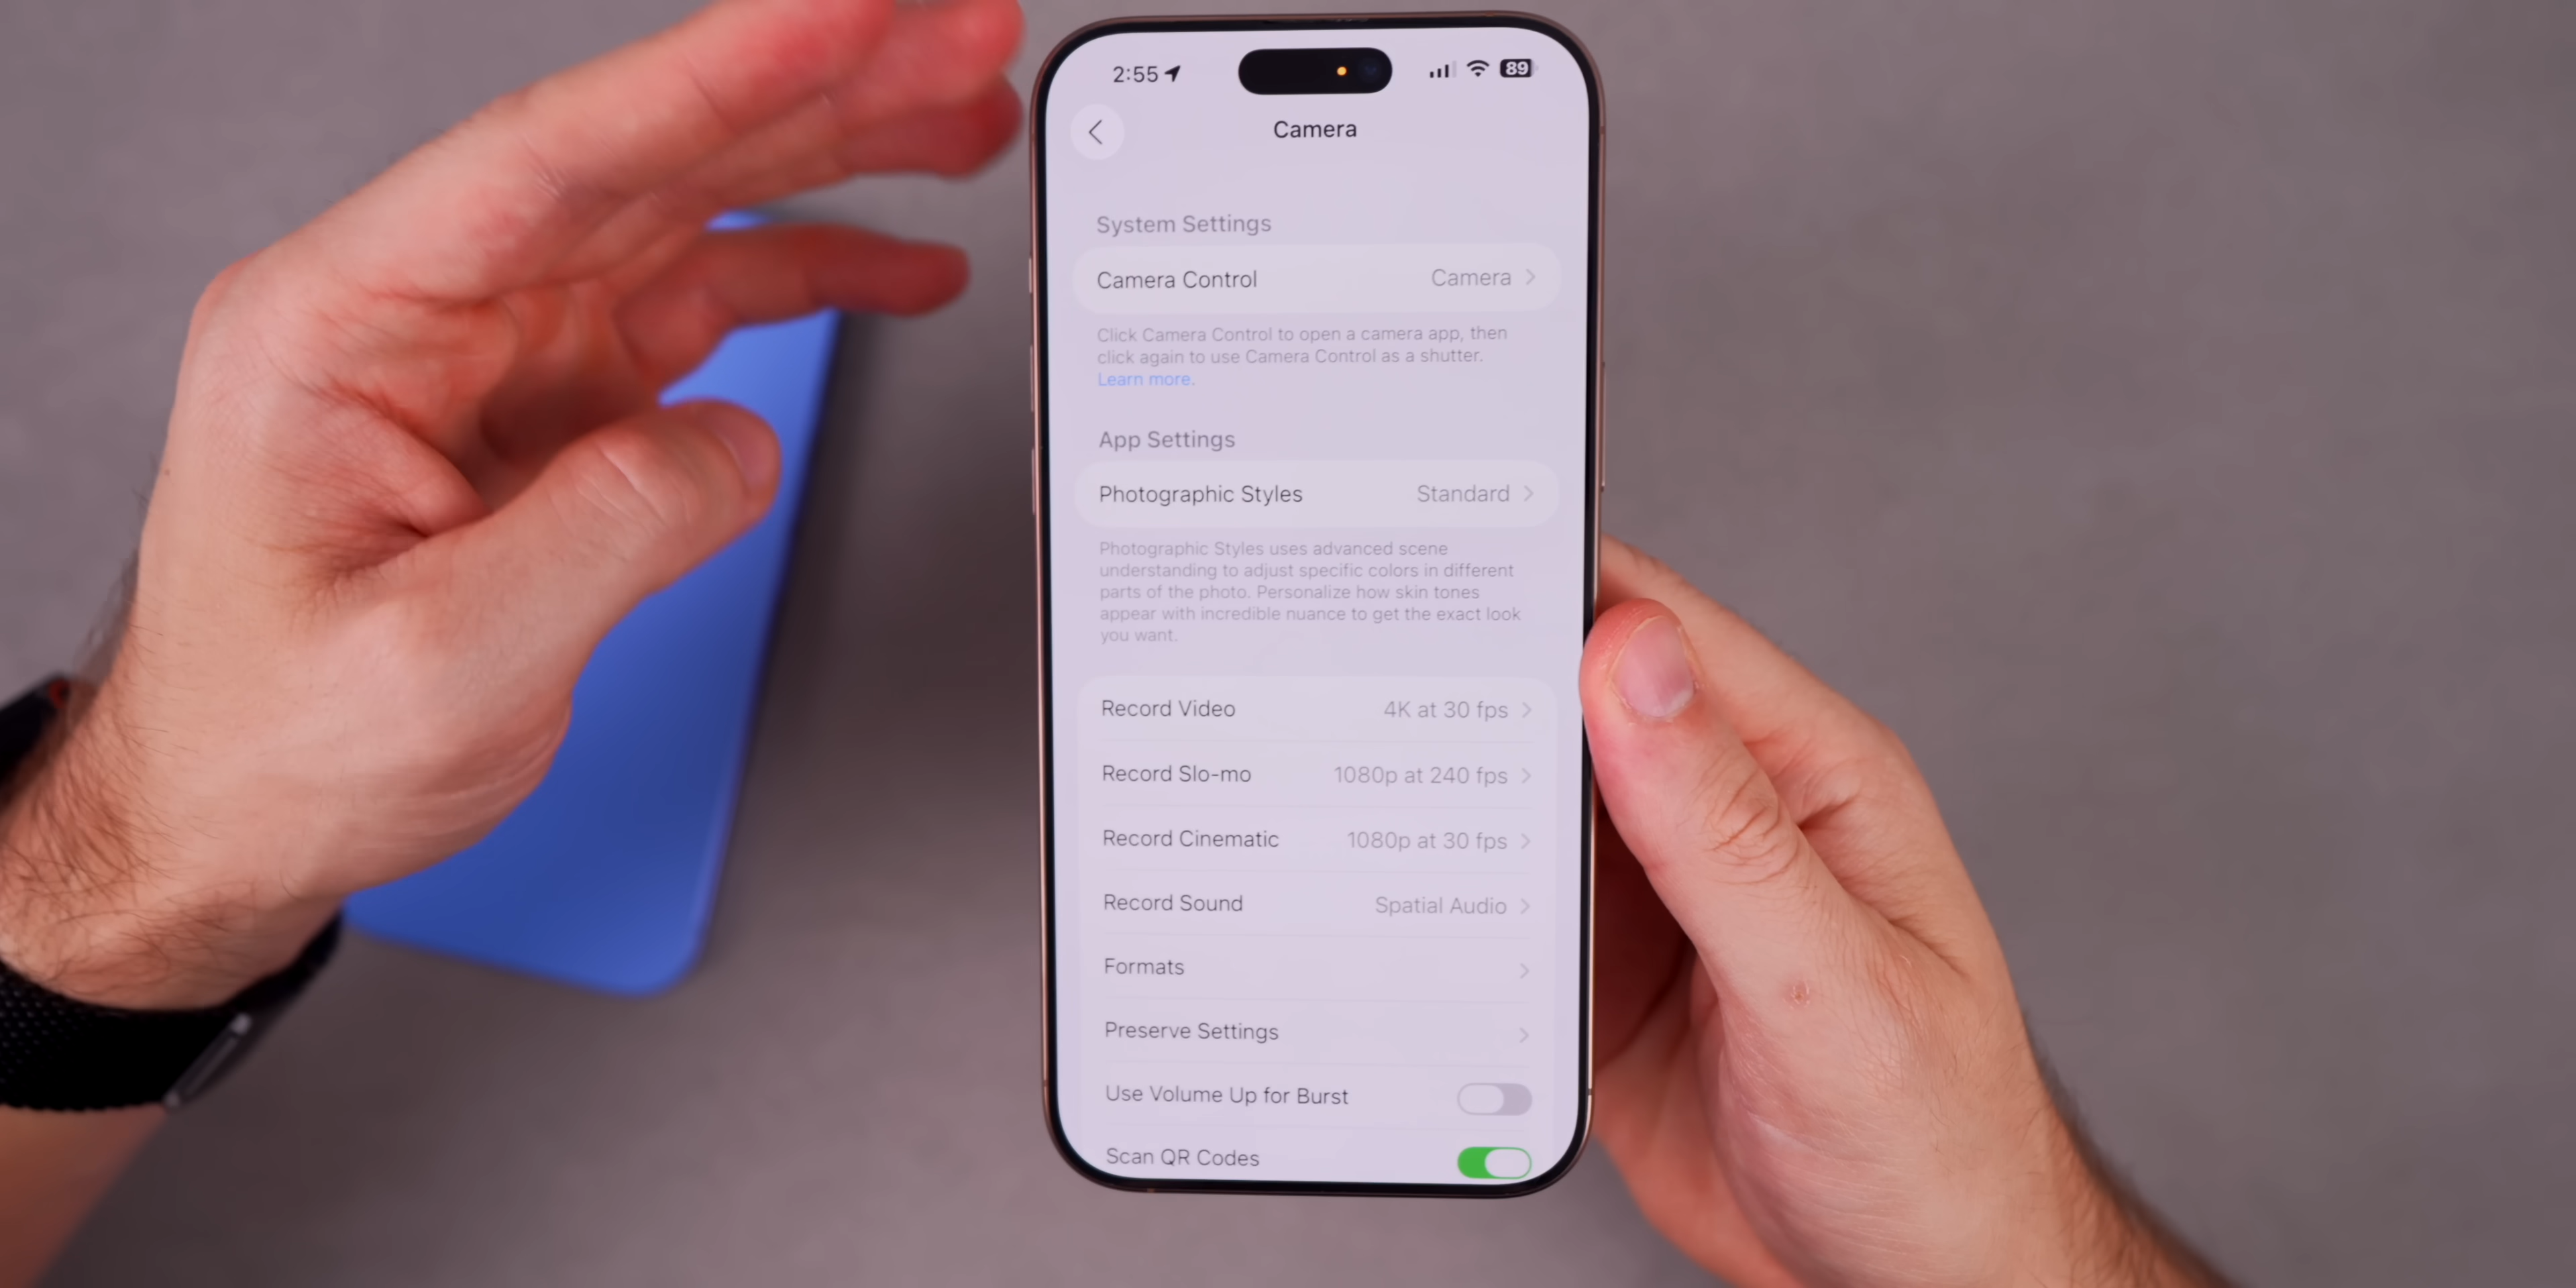 2:55
89
Camera
System Settings
Camera Control Camera
Click Camera Control to open a camera app, then
click again to use Camera Control as a shutter.
Learn more.
App Settings
Photographic Styles Standard
Photographic Styles uses advanced scene
understanding to adjust specific colors in different
parts of the photo. Personalize how skin tones
appear with incredible nuance to get the exact look
you want.
Record Video 4K at 30 fps
Record Slo-mo 1080p at 240 fps
Record Cinematic 1080p at 30 fps
Record Sound Spatial Audio
Formats
Preserve Settings
Use Volume Up for Burst
Scan QR Codes